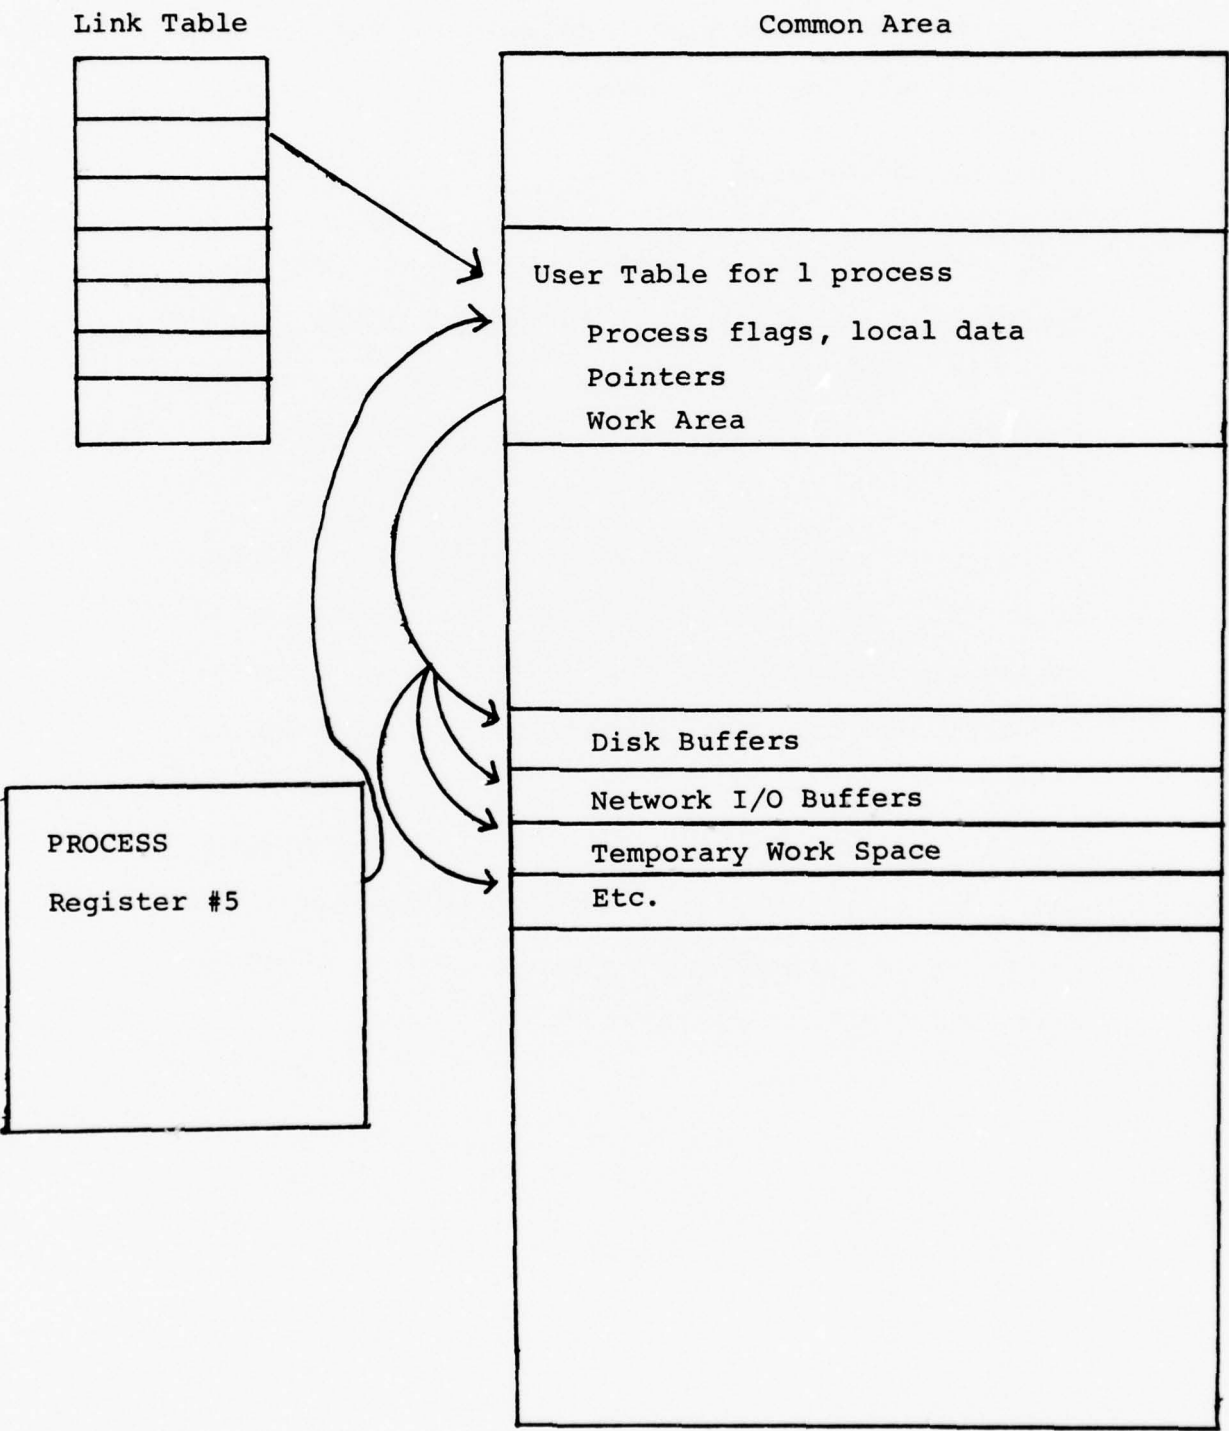 Link Table
Common Area
User Table for 1 process
Process flags, local data
Pointers
Work Area
Disk Buffers
Network I/O Buffers
Temporary Work Space
Etc.
PROCESS
Register #5